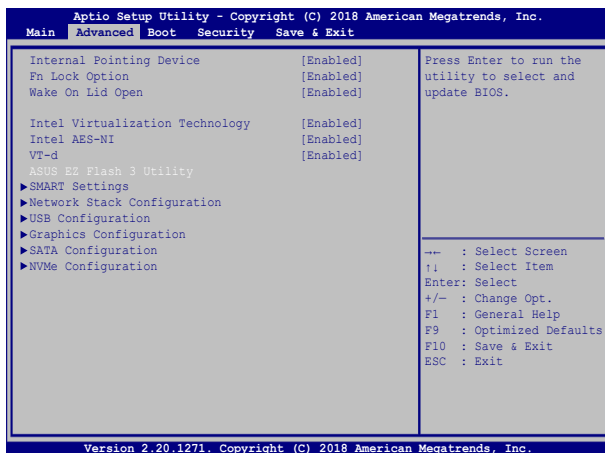 Aptio Setup Utility - Copyright (C) 2018 American Megatrends, Inc.
Main Advanced Boot Security Save & Exit
Internal Pointing Device [Enabled]
Fn Lock Option [Enabled]
Wake On Lid Open [Enabled]
Intel Virtualization Technology [Enabled]
Intel AES-NI [Enabled]
VT-d [Enabled]
ASUS EZ Flash 3 Utility
▶SMART Settings
▶Network Stack Configuration
▶USB Configuration
▶Graphics Configuration
▶SATA Configuration
▶NVMe Configuration
Press Enter to run the
utility to select and
update BIOS.
→← : Select Screen
↑↓ : Select Item
Enter: Select
+/— : Change Opt.
F1 : General Help
F9 : Optimized Defaults
F10 : Save & Exit
ESC : Exit
Version 2.20.1271. Copyright (C) 2018 American Megatrends, Inc.